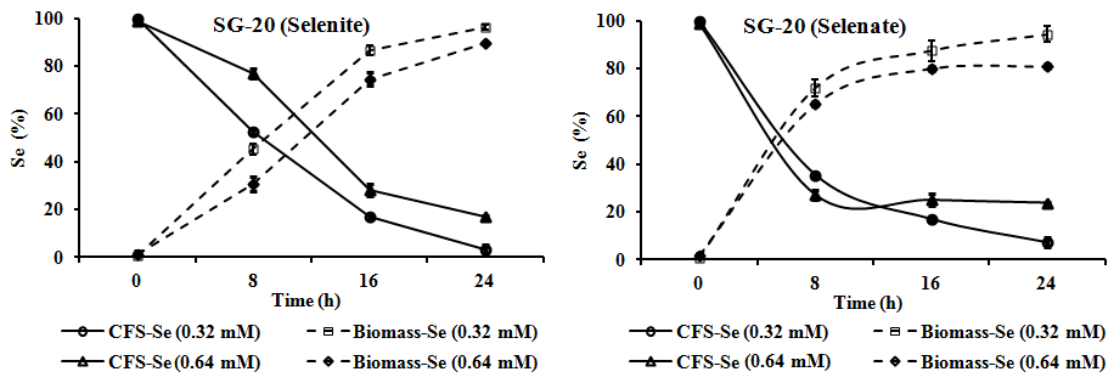 SG-20 (Selenite)
Se (%)
100
80
60
40
20
0
0 8 16 24
Time (h)
CFS-Se (0.32 mM) Biomass-Se (0.32 mM)
CFS-Se (0.64 mM) Biomass-Se (0.64 mM)
SG-20 (Selenate)
Se (%)
100
80
60
40
20
0
0 8 16 24
Time (h)
CFS-Se (0.32 mM) Biomass-Se (0.32 mM)
CFS-Se (0.64 mM) Biomass-Se (0.64 mM)